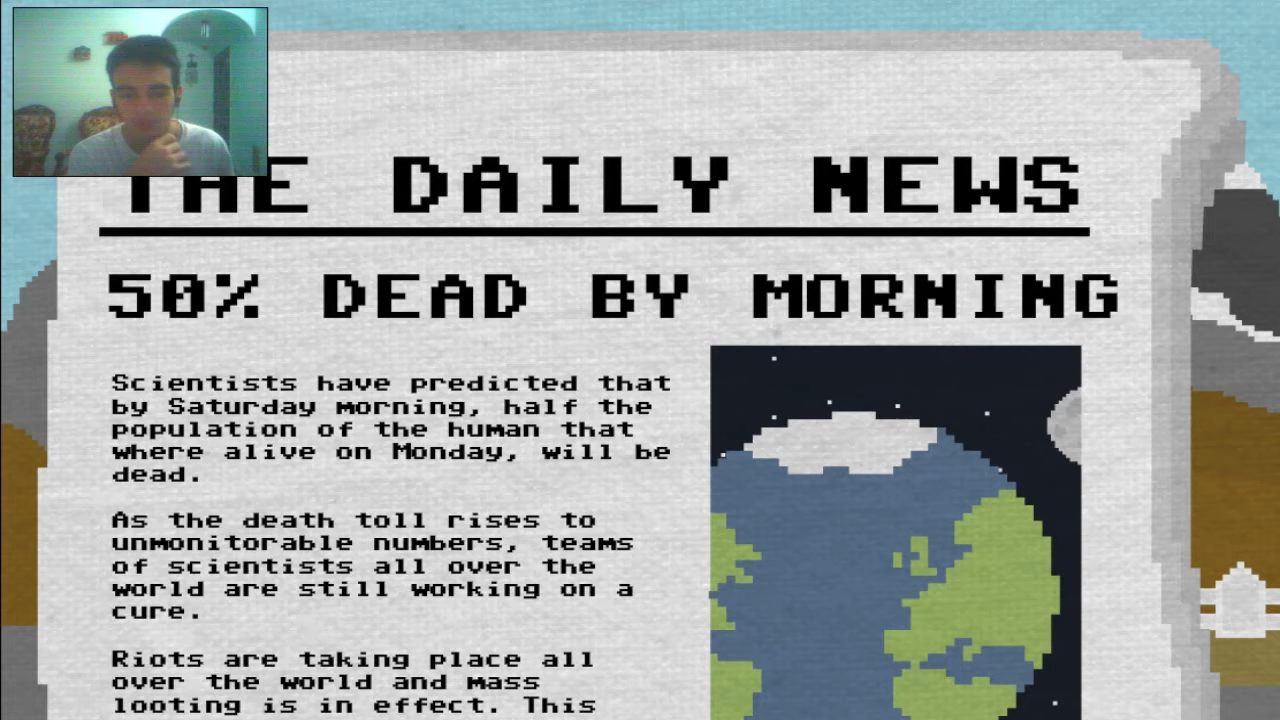 THE DAILY NEWS
50% DEAD BY MORNING
Scientists have predicted that
by Saturday morning, half the
population of the human that
where alive on Monday, will be
dead.
As the death toll rises to
unmonitorable numbers, teams
of scientists all over the
world are still working on a
cure.
Riots are taking place all
over the world and mass
looting is in effect. This